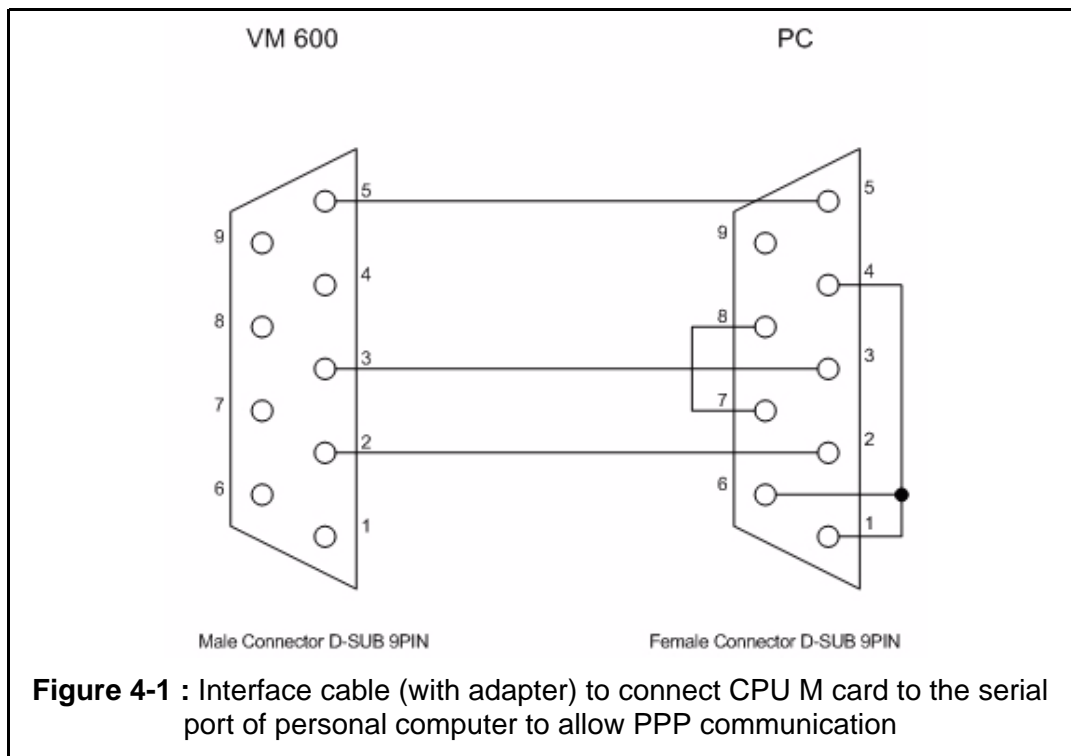 VM 600 PC
5 5
9 9
4 4
8 8
3 3
7 7
2 2
6 6
1 1
Male Connector D-SUB 9PIN Female Connector D-SUB 9PIN
Figure 4-1 : Interface cable (with adapter) to connect CPU M card to the serial
port of personal computer to allow PPP communication